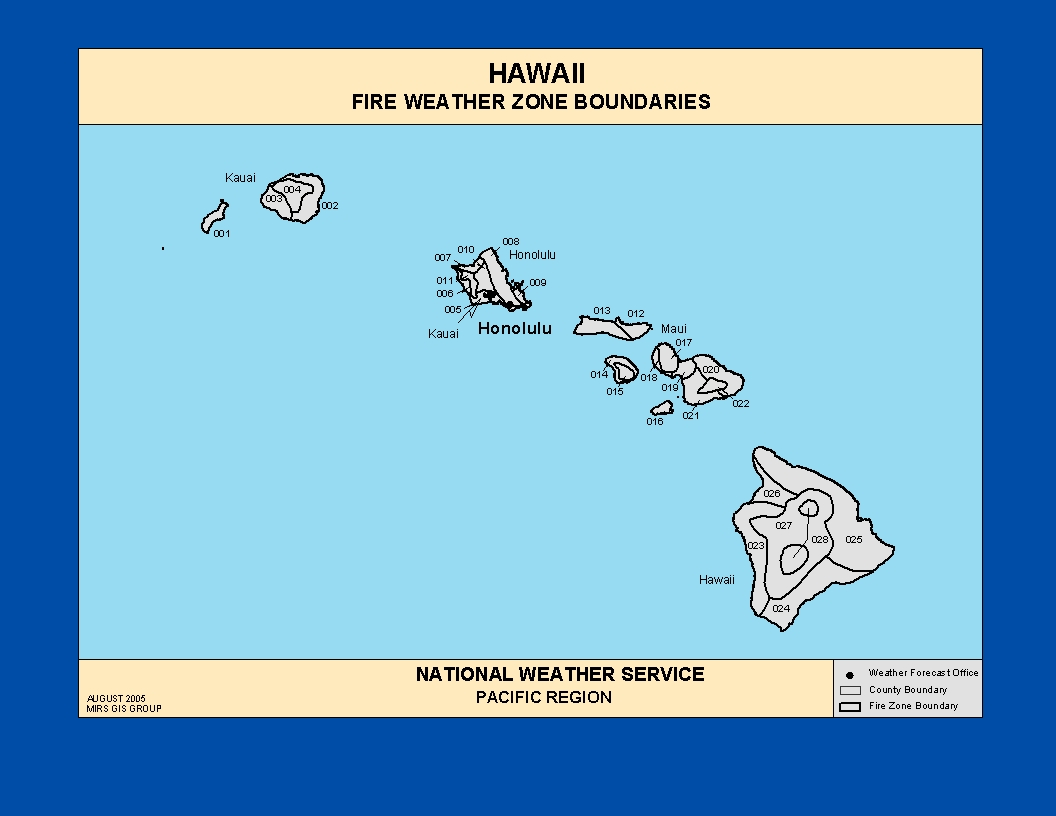 HAWAII
FIRE WEATHER ZONE BOUNDARIES
Kauai
004
003
002
001
008
010
Honolulu
007
011
009
006
005
Kauai
Honolulu
013
012
Maui
017
014
018
020
015
019
022
016
021
026
027
028
025
023
Hawaii
024
NATIONAL WEATHER SERVICE
PACIFIC REGION
AUGUST 2005
MIRS GIS GROUP
Weather Forecast Office
County Boundary
Fire Zone Boundary